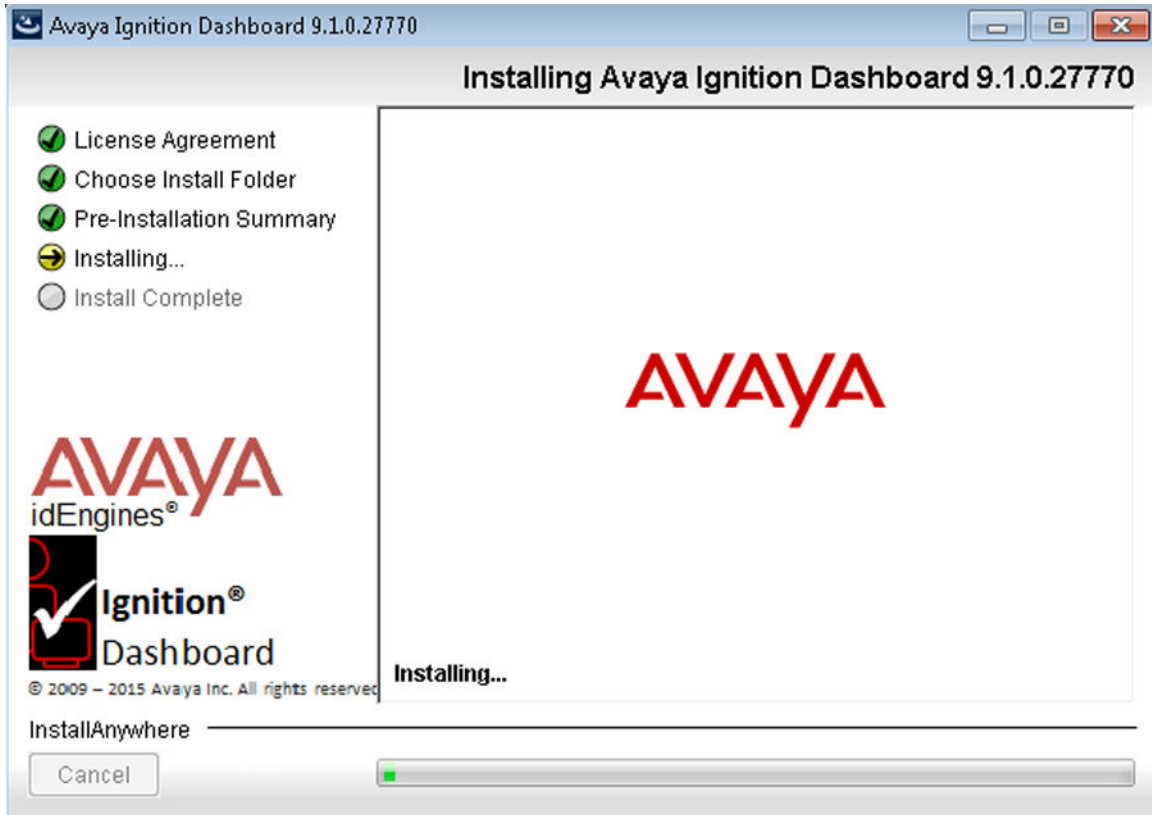 Avaya Ignition Dashboard 9.1.0.27770
Installing Avaya Ignition Dashboard 9.1.0.27770
License Agreement
Choose Install Folder
Pre-Installation Summary
Installing...
Install Complete
AVAYA
AVAYA
idEngines®
Ignition®
Dashboard
© 2009 – 2015 Avaya Inc. All rights reserved
Installing...
InstallAnywhere
Cancel